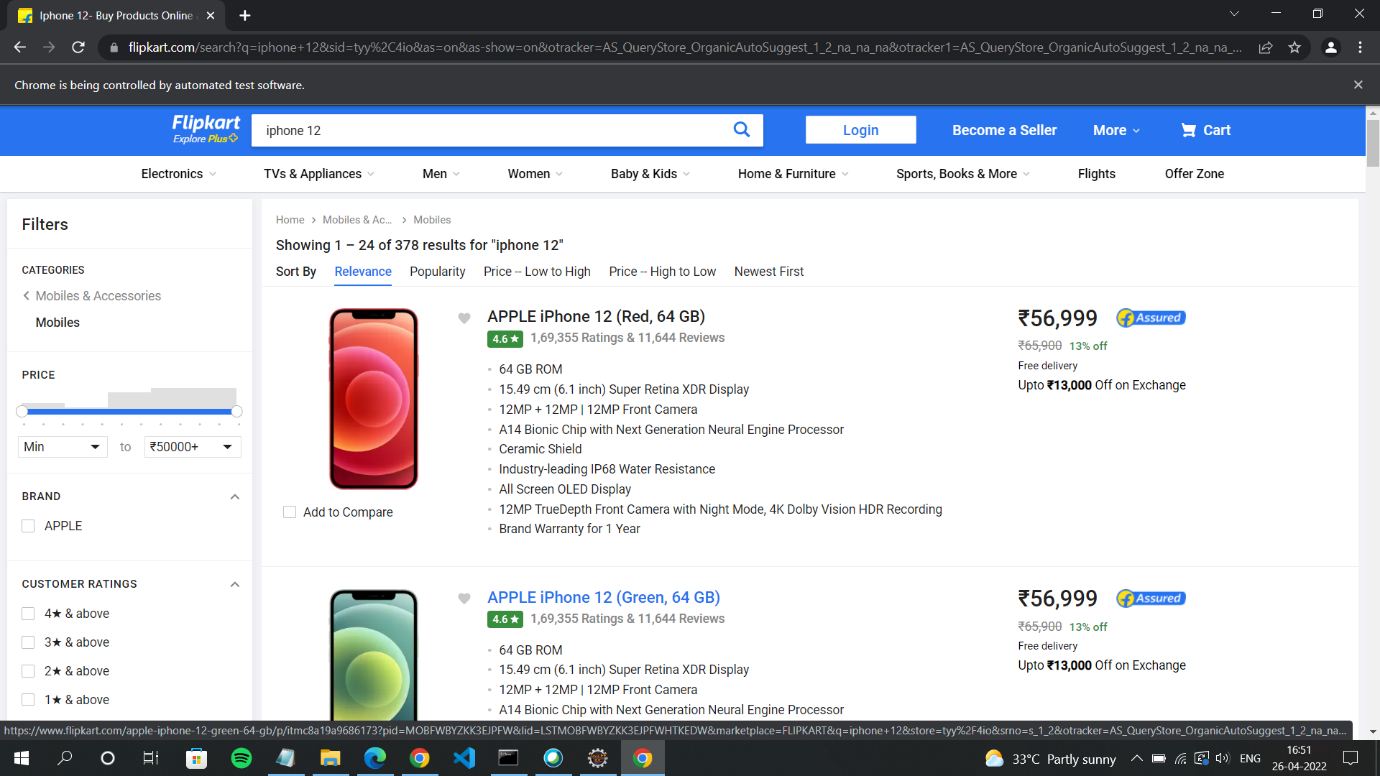 Iphone 12- Buy Products Online
flipkart.com/search?q=iphone+12&sid=tyy%2C4io&as=on&as-show=on&otracker=AS_QueryStore_OrganicAutoSuggest_1_2_na_na_na&otracker1=AS_QueryStore_OrganicAutoSuggest_1_2_na_na_...
Chrome is being controlled by automated test software.
Flipkart
Explore Plus
iphone 12
Login
Become a Seller
More
Cart
Electronics
TVs & Appliances
Men
Women
Baby & Kids
Home & Furniture
Sports, Books & More
Flights
Offer Zone
Filters
CATEGORIES
Mobiles & Accessories
Mobiles
PRICE
Min
to
₹50000+
BRAND
APPLE
CUSTOMER RATINGS
4★ & above
3★ & above
2★ & above
1★ & above
Home > Mobiles & Ac... > Mobiles
Showing 1 – 24 of 378 results for "iphone 12"
Sort By Relevance Popularity Price -- Low to High Price -- High to Low Newest First
APPLE iPhone 12 (Red, 64 GB)
4.6 ★ 1,69,355 Ratings & 11,644 Reviews
64 GB ROM
15.49 cm (6.1 inch) Super Retina XDR Display
12MP + 12MP | 12MP Front Camera
A14 Bionic Chip with Next Generation Neural Engine Processor
Ceramic Shield
Industry-leading IP68 Water Resistance
All Screen OLED Display
12MP TrueDepth Front Camera with Night Mode, 4K Dolby Vision HDR Recording
Brand Warranty for 1 Year
Add to Compare
₹56,999
Assured
₹65,900 13% off
Free delivery
Upto ₹13,000 Off on Exchange
APPLE iPhone 12 (Green, 64 GB)
4.6 ★ 1,69,355 Ratings & 11,644 Reviews
64 GB ROM
15.49 cm (6.1 inch) Super Retina XDR Display
12MP + 12MP | 12MP Front Camera
A14 Bionic Chip with Next Generation Neural Engine Processor
₹56,999
Assured
₹65,900 13% off
Free delivery
Upto ₹13,000 Off on Exchange
https://www.flipkart.com/apple-iphone-12-green-64-gb/p/itmc8a19a9686173?pid=MOBFWBYZKK3EJPFW&lid=LSTMOBFWBYZKK3EJPFWHTKEDW&marketplace=FLIPKART&q=iphone+12&store=tyy%2F4io&srno=s_1_2&otracker=AS_QueryStore_OrganicAutoSuggest_1_2_na_na_na...
33°C Partly sunny
ENG
16:51
26-04-2022